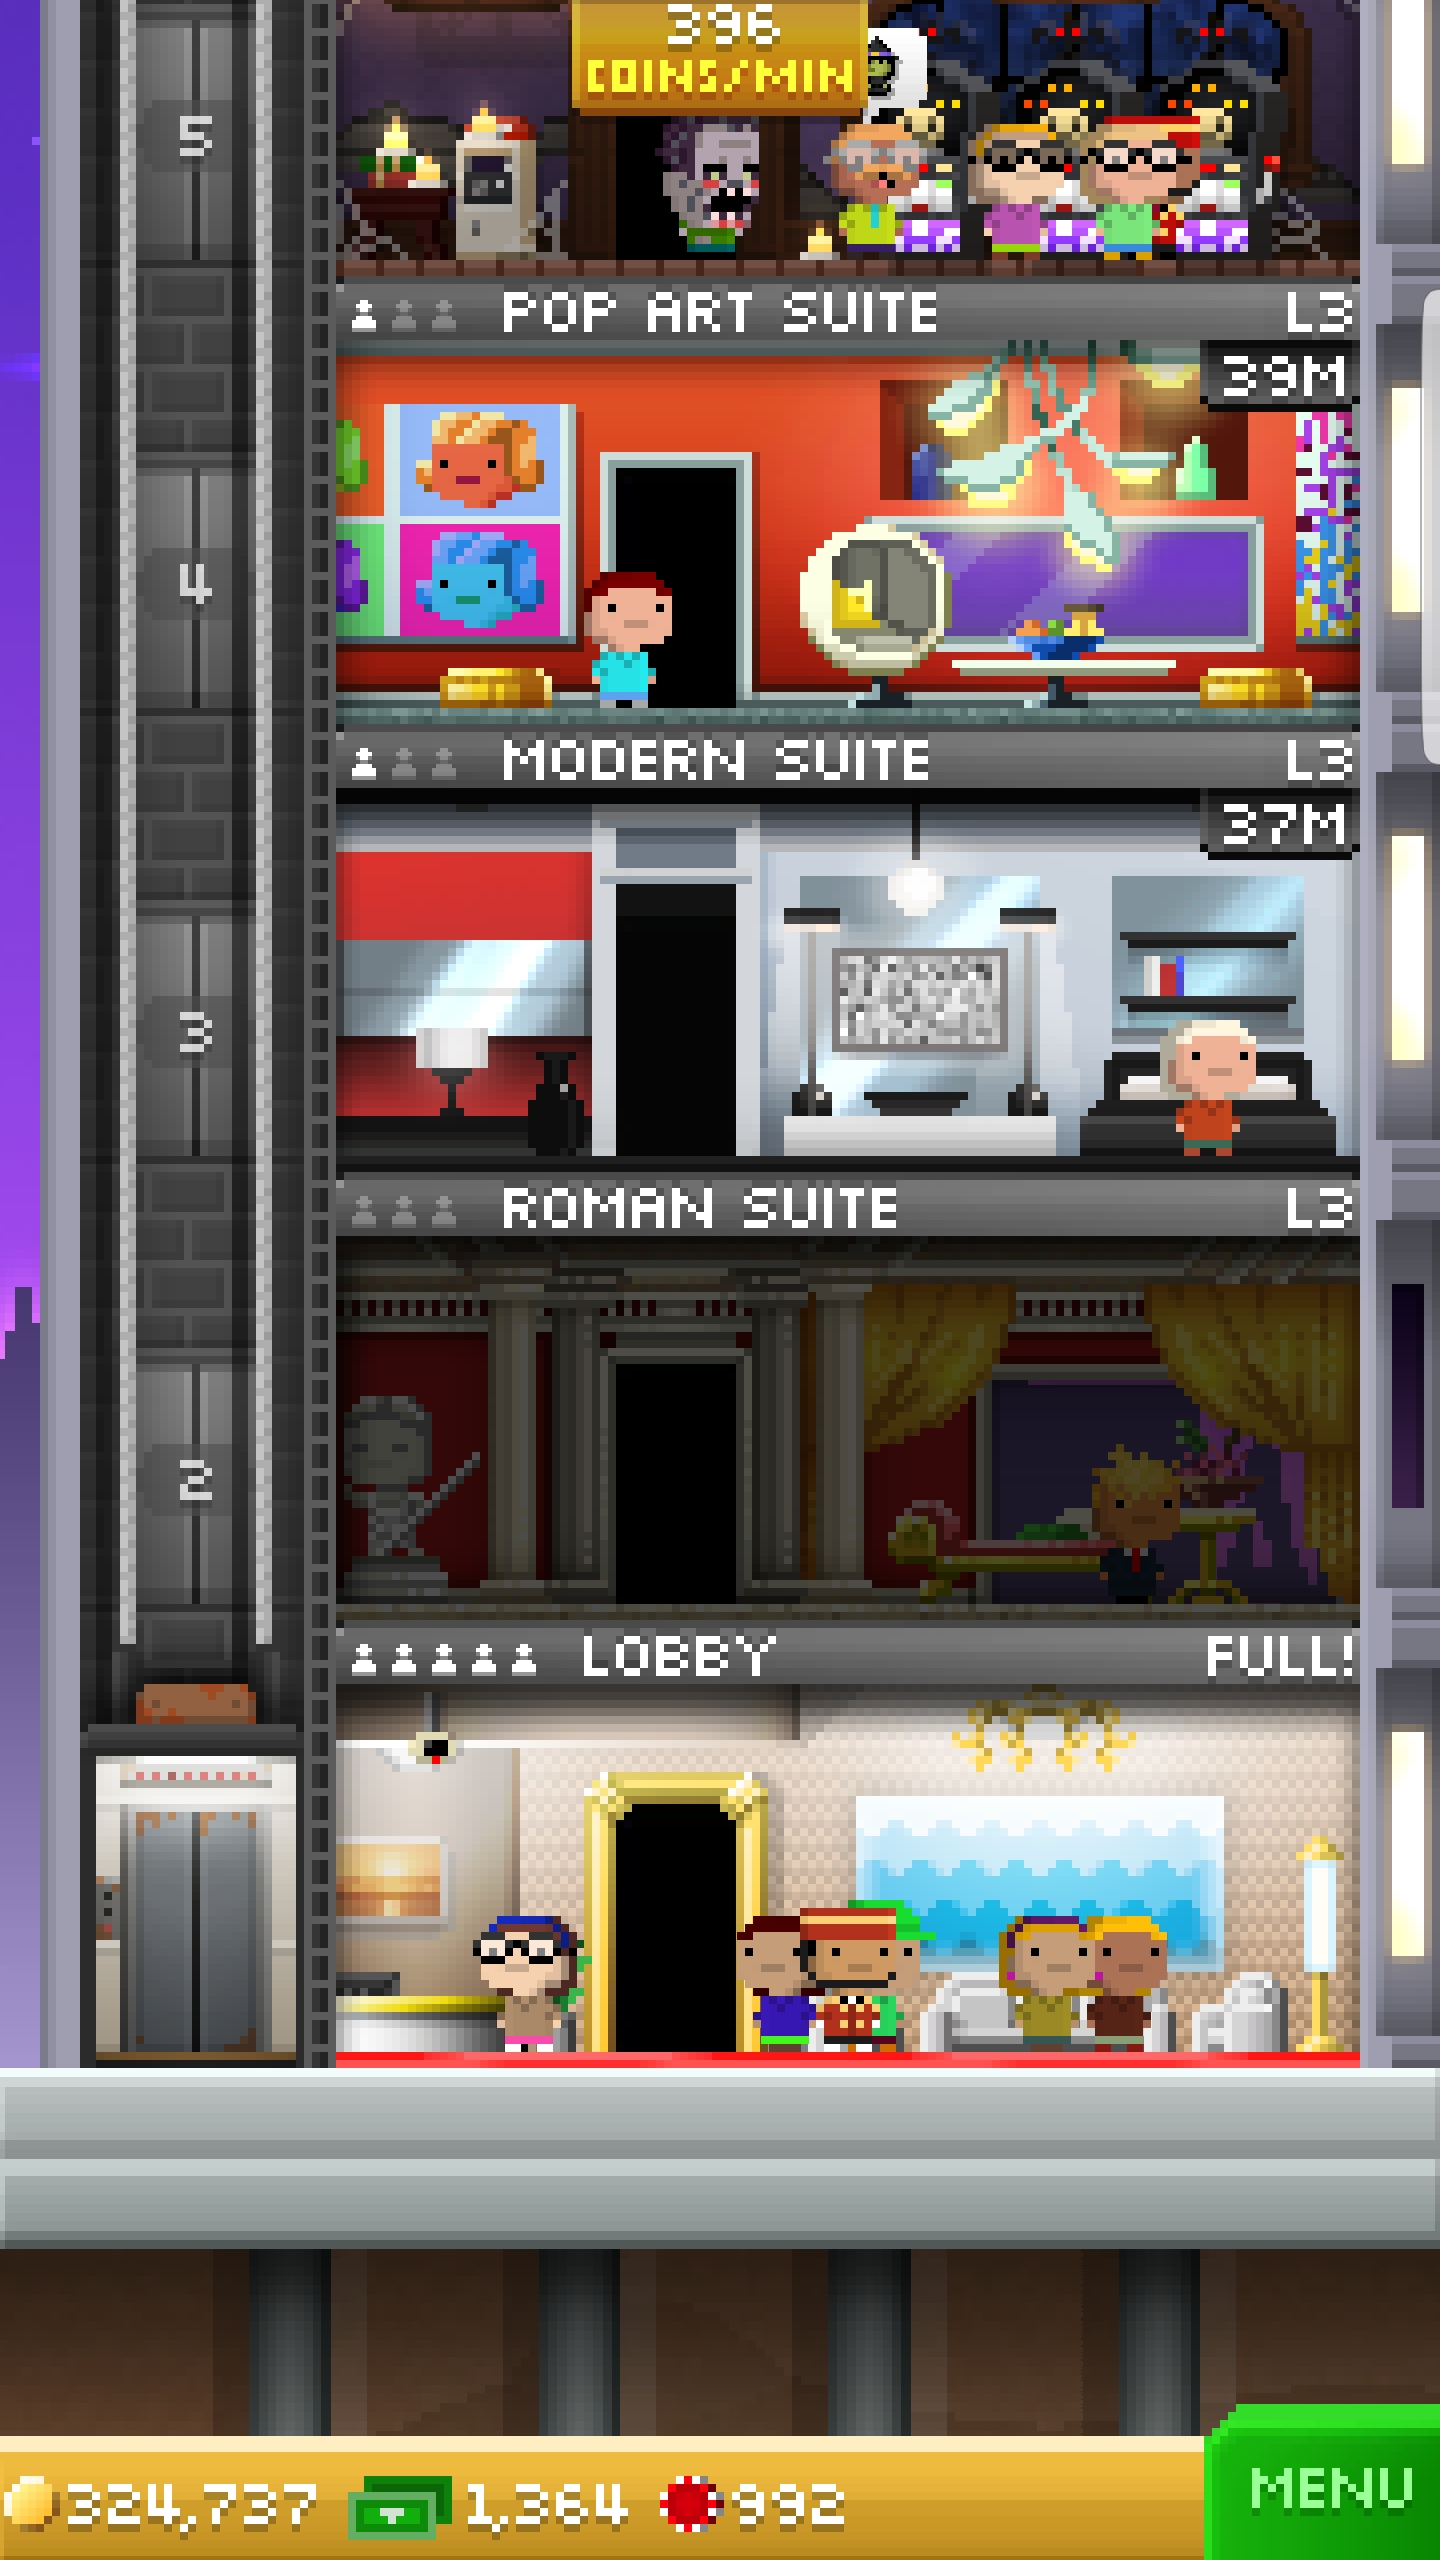 396
COINS/MIN
5
POP ART SUITE L3
39M
4
MODERN SUITE L3
37M
3
ROMAN SUITE L3
2
LOBBY FULL!
324,737 1,364 992
MENU